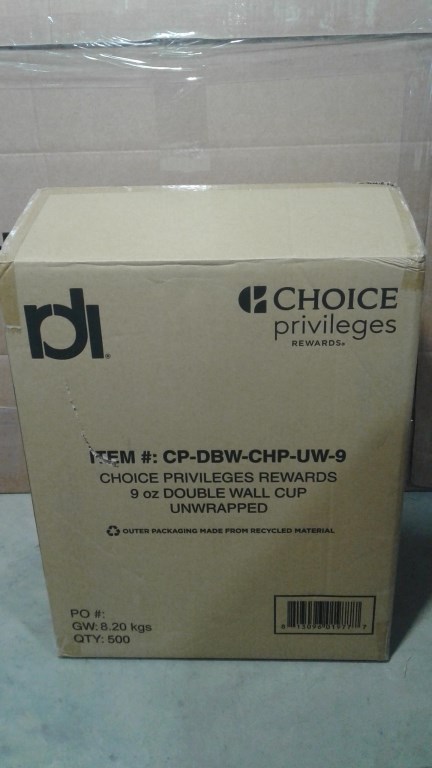 rdi®
CHOICE
privileges
REWARDS®
ITEM #: CP-DBW-CHP-UW-9
CHOICE PRIVILEGES REWARDS
9 oz DOUBLE WALL CUP
UNWRAPPED
OUTER PACKAGING MADE FROM RECYCLED MATERIAL
PO #:
GW: 8.20 kgs
QTY: 500